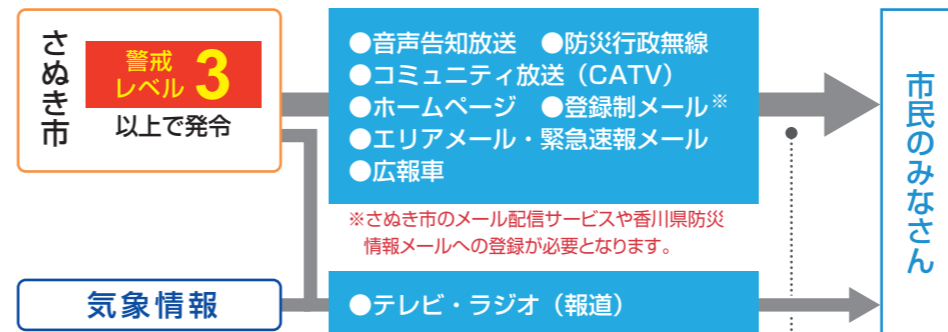 さぬき市
警戒
レベル 3
以上で発令
●音声告知放送 ●防災行政無線
●コミュニティ放送（CATV）
●ホームページ ●登録制メール※
●エリアメール・緊急速報メール
●広報車
※さぬき市のメール配信サービスや香川県防災
情報メールへの登録が必要となります。
気象情報
●テレビ・ラジオ（報道）
市民のみなさん